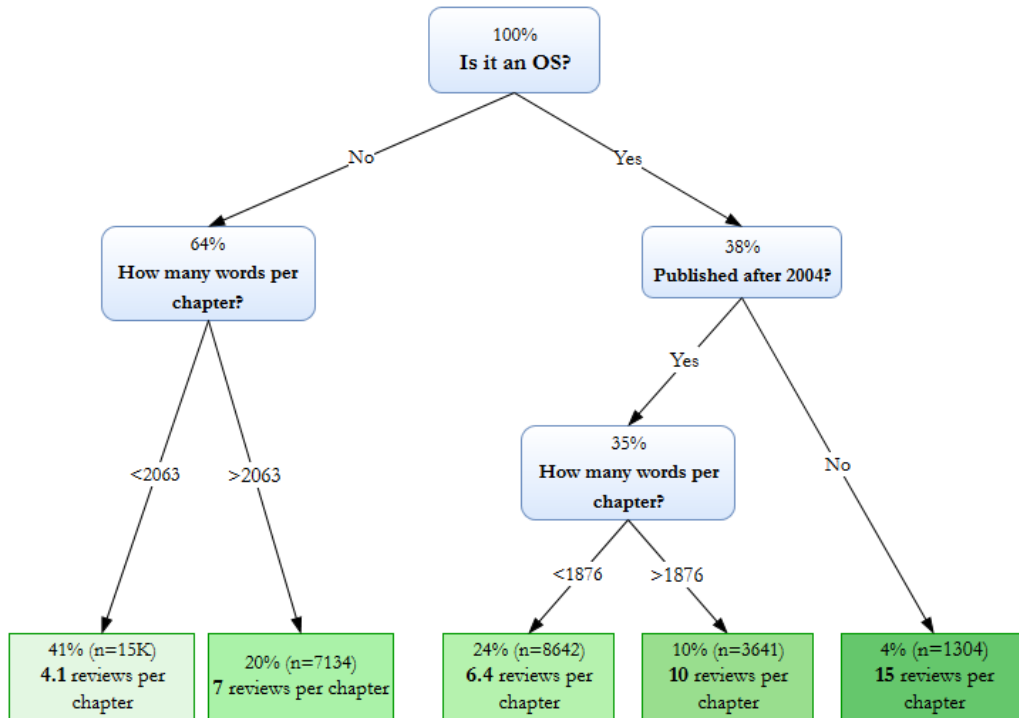 100%
Is it an OS?
No
Yes
64%
How many words per
chapter?
38%
Published after 2004?
Yes
35%
How many words per
chapter?
No
<2063
>2063
<1876
>1876
41% (n=15K)
4.1 reviews per
chapter
20% (n=7134)
7 reviews per chapter
24% (n=8642)
6.4 reviews per
chapter
10% (n=3641)
10 reviews per
chapter
4% (n=1304)
15 reviews per
chapter